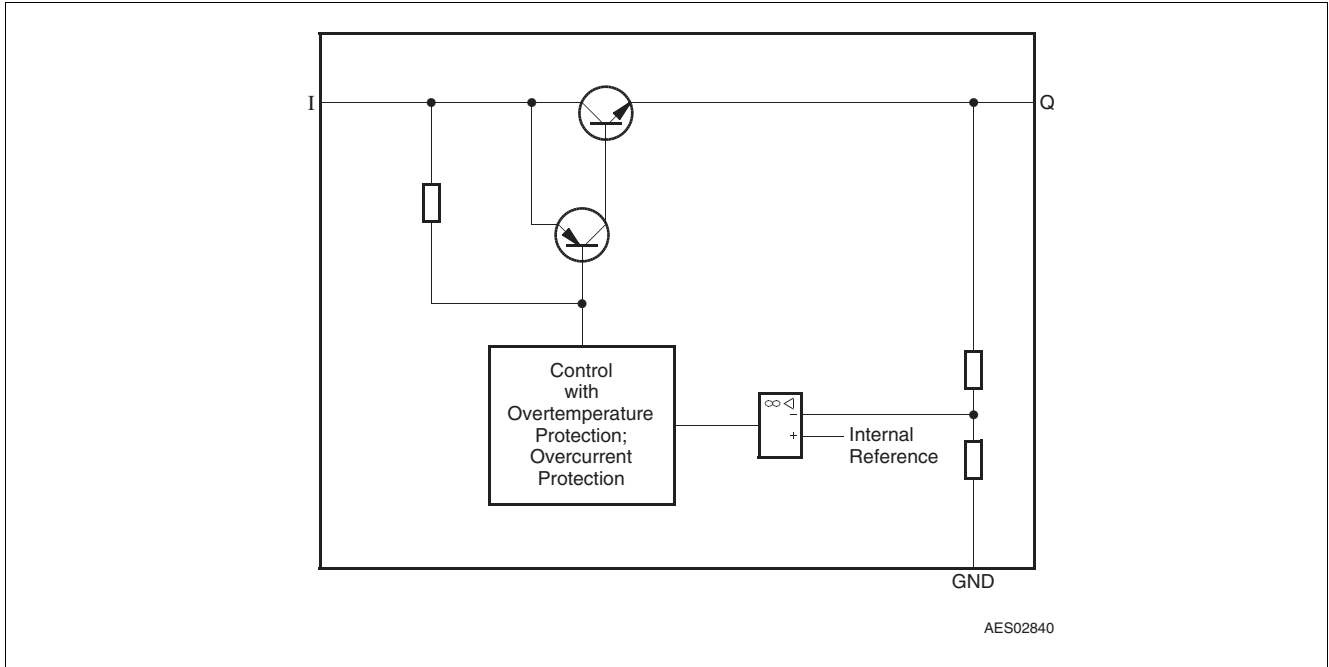 I
Q
Control
with
Overtemperature
Protection;
Overcurrent
Protection
∞ ◁
−
+
Internal
Reference
GND
AES02840